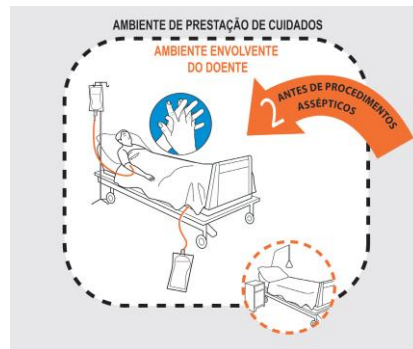 AMBIENTE DE PRESTAÇÃO DE CUIDADOS
AMBIENTE ENVOLVENTE
DO DOENTE
2 ANTES DE PROCEDIMENTOS
ASSÉPTICOS